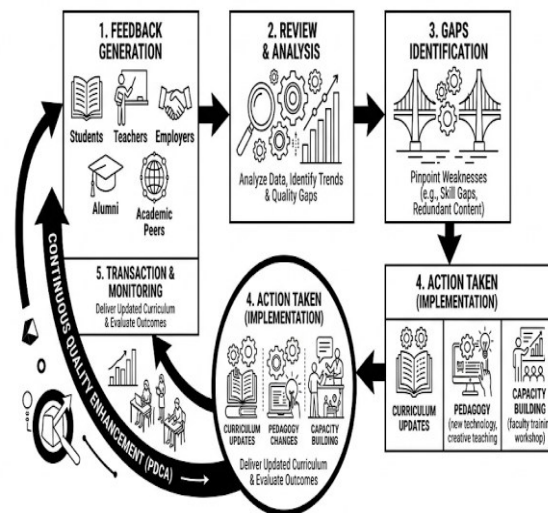 1. FEEDBACK
GENERATION
Students Teachers Employers
Alumni
Academic
Peers
2. REVIEW
& ANALYSIS
Analyze Data, Identify Trends
& Quality Gaps
3. GAPS
IDENTIFICATION
Pinpoint Weaknesses
(e.g., Skill Gaps,
Redundant Content)
4. ACTION TAKEN
(IMPLEMENTATION)
CURRICULUM
UPDATES
PEDAGOGY
(new technology,
creative teaching
CAPACITY
BUILDING
(faculty training
workshop)
4. ACTION TAKEN
(IMPLEMENTATION)
CURRICULUM
UPDATES
PEDAGOGY
CHANGES
CAPACITY
BUILDING
Deliver Updated Curriculum
& Evaluate Outcomes
5. TRANSACTION &
MONITORING
Deliver Updated Curriculum
& Evaluate Outcomes
CONTINUOUS QUALITY ENHANCEMENT (PDCA)